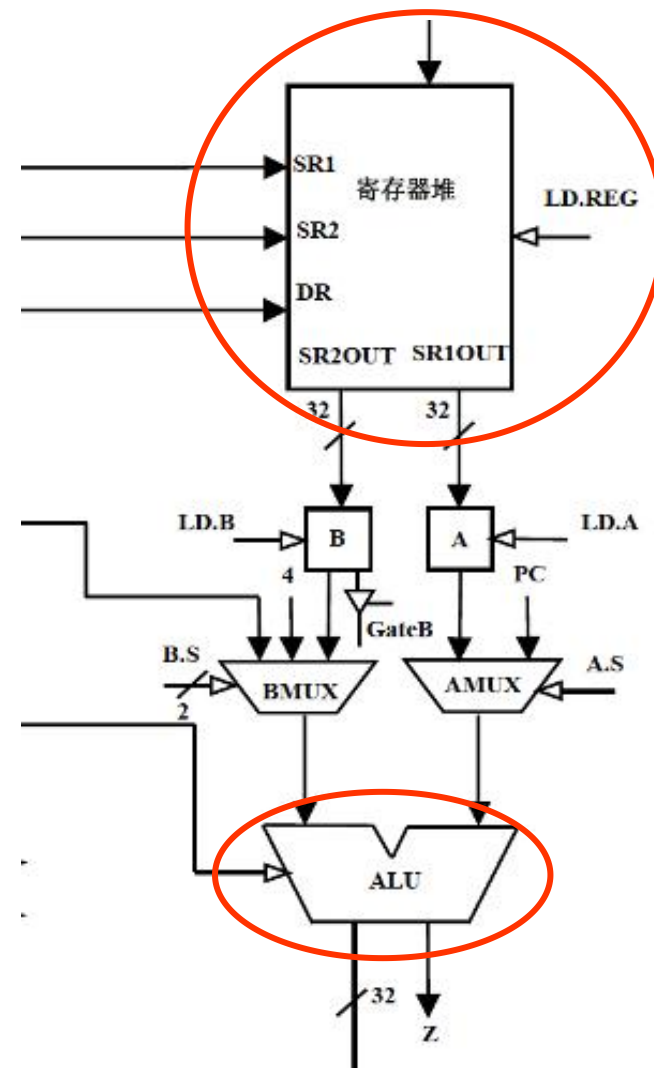 SR1
寄存器堆
LD.REG
SR2
DR
SR2OUT SR1OUT
32
32
LD.B
B
A
LD.A
4
PC
GateB
B.S
2
BMUX
AMUX
A.S
ALU
32
Z